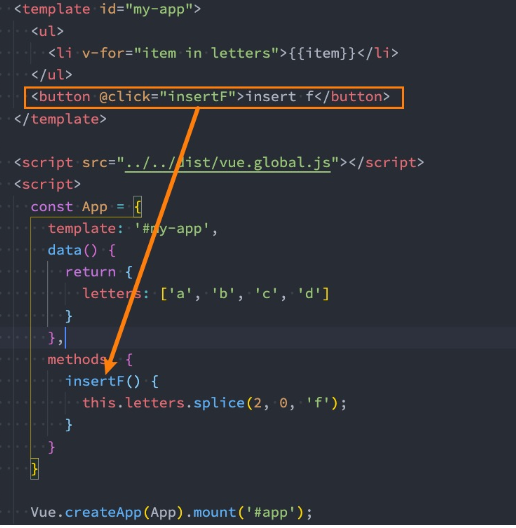 <template id="my-app">
<ul>
<li v-for="item in letters">{{item}}</li>
</ul>
<button @click="insertF">insert f</button>
</template>
<script src="../../dist/vue.global.js"></script>
<script>
const App = {
template: '#my-app',
data() {
return {
letters: ['a', 'b', 'c', 'd']
}
},
methods: {
insertF() {
this.letters.splice(2, 0, 'f');
}
}
}
Vue.createApp(App).mount('#app');